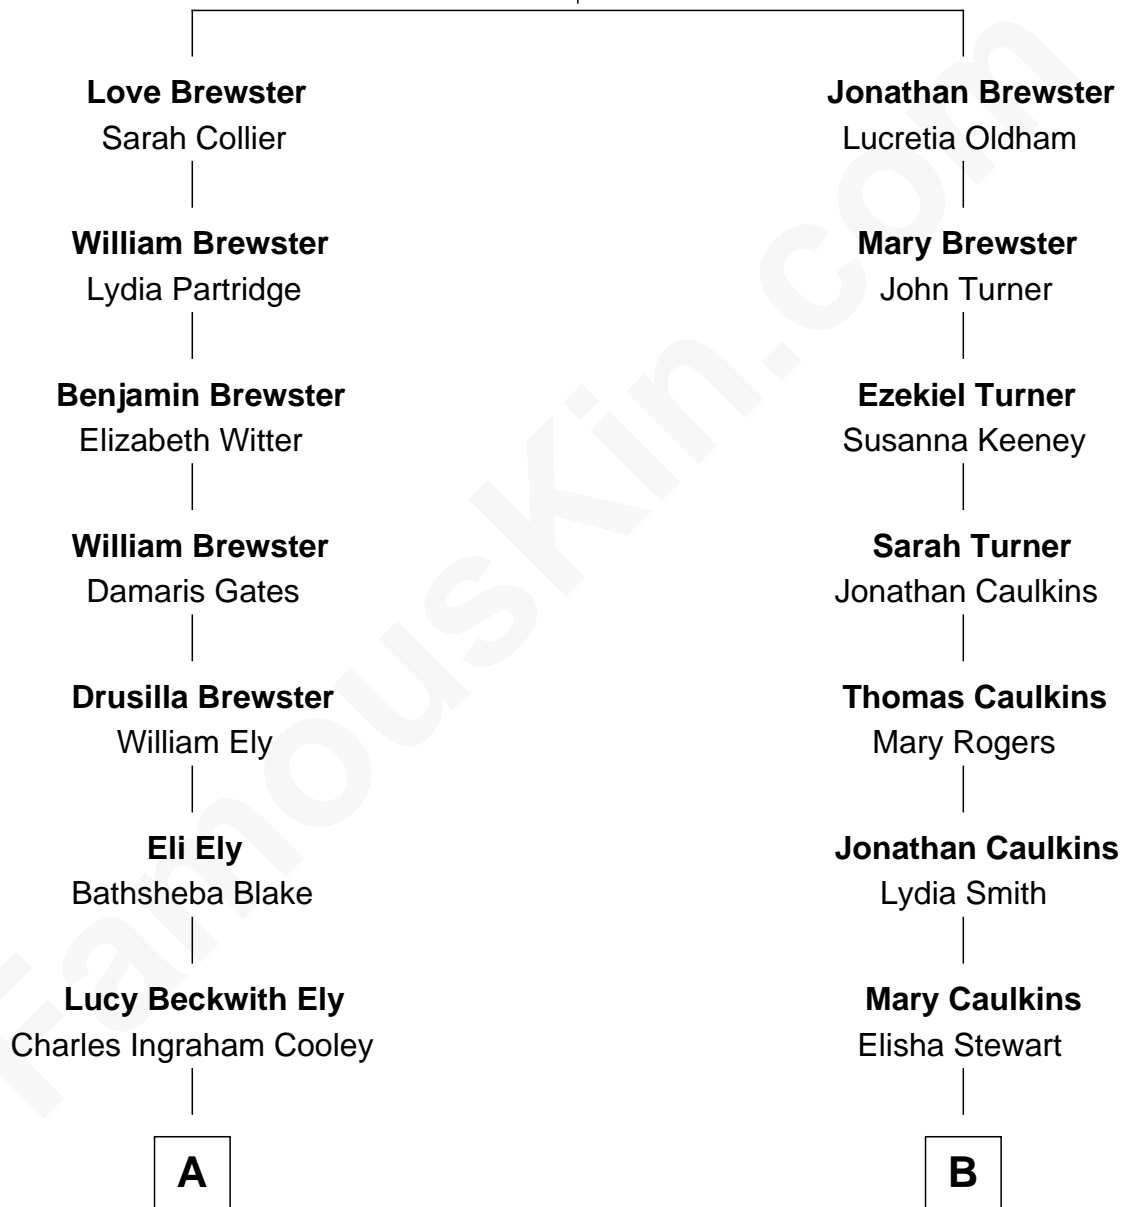 Love Brewster
Sarah Collier
William Brewster
Lydia Partridge
Benjamin Brewster
Elizabeth Witter
William Brewster
Damaris Gates
Drusilla Brewster
William Ely
Eli Ely
Bathsheba Blake
Lucy Beckwith Ely
Charles Ingraham Cooley
A
Jonathan Brewster
Lucretia Oldham
Mary Brewster
John Turner
Ezekiel Turner
Susanna Keeney
Sarah Turner
Jonathan Caulkins
Thomas Caulkins
Mary Rogers
Jonathan Caulkins
Lydia Smith
Mary Caulkins
Elisha Stewart
B
FamousKin.com